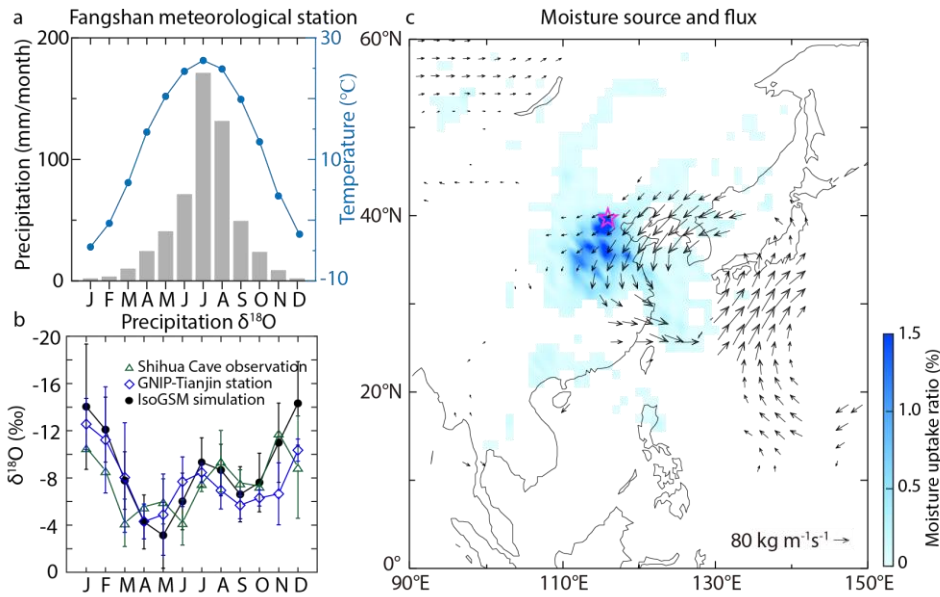 a Fangshan meteorological station
200
100
0
Precipitation (mm/month)
30
10
-10
Temperature (°C)
J F M A M J J A S O N D
b Precipitation δ¹⁸O
-20
-16
-12
-8
-4
0
δ¹⁸O (‰)
Shihua Cave observation
GNIP-Tianjin station
IsoGSM simulation
J F M A M J J A S O N D
c Moisture source and flux
60°N
40°N
20°N
0°
90°E 110°E 130°E 150°E
80 kg m⁻¹s⁻¹
1.5
1.0
0.5
0
Moisture uptake ratio (%)